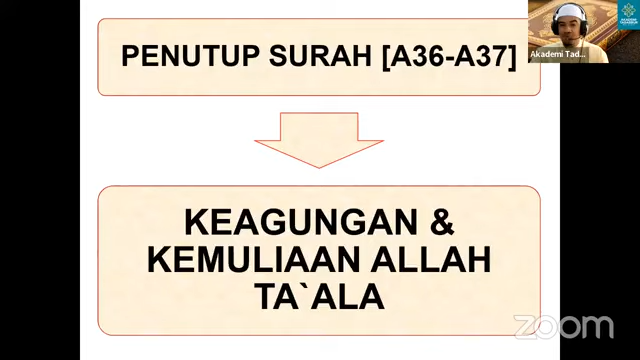 PENUTUP SURAH [A36-A37]
KEAGUNGAN &
KEMULIAAN ALLAH
TA`ALA
Akademi Tad...
zoom